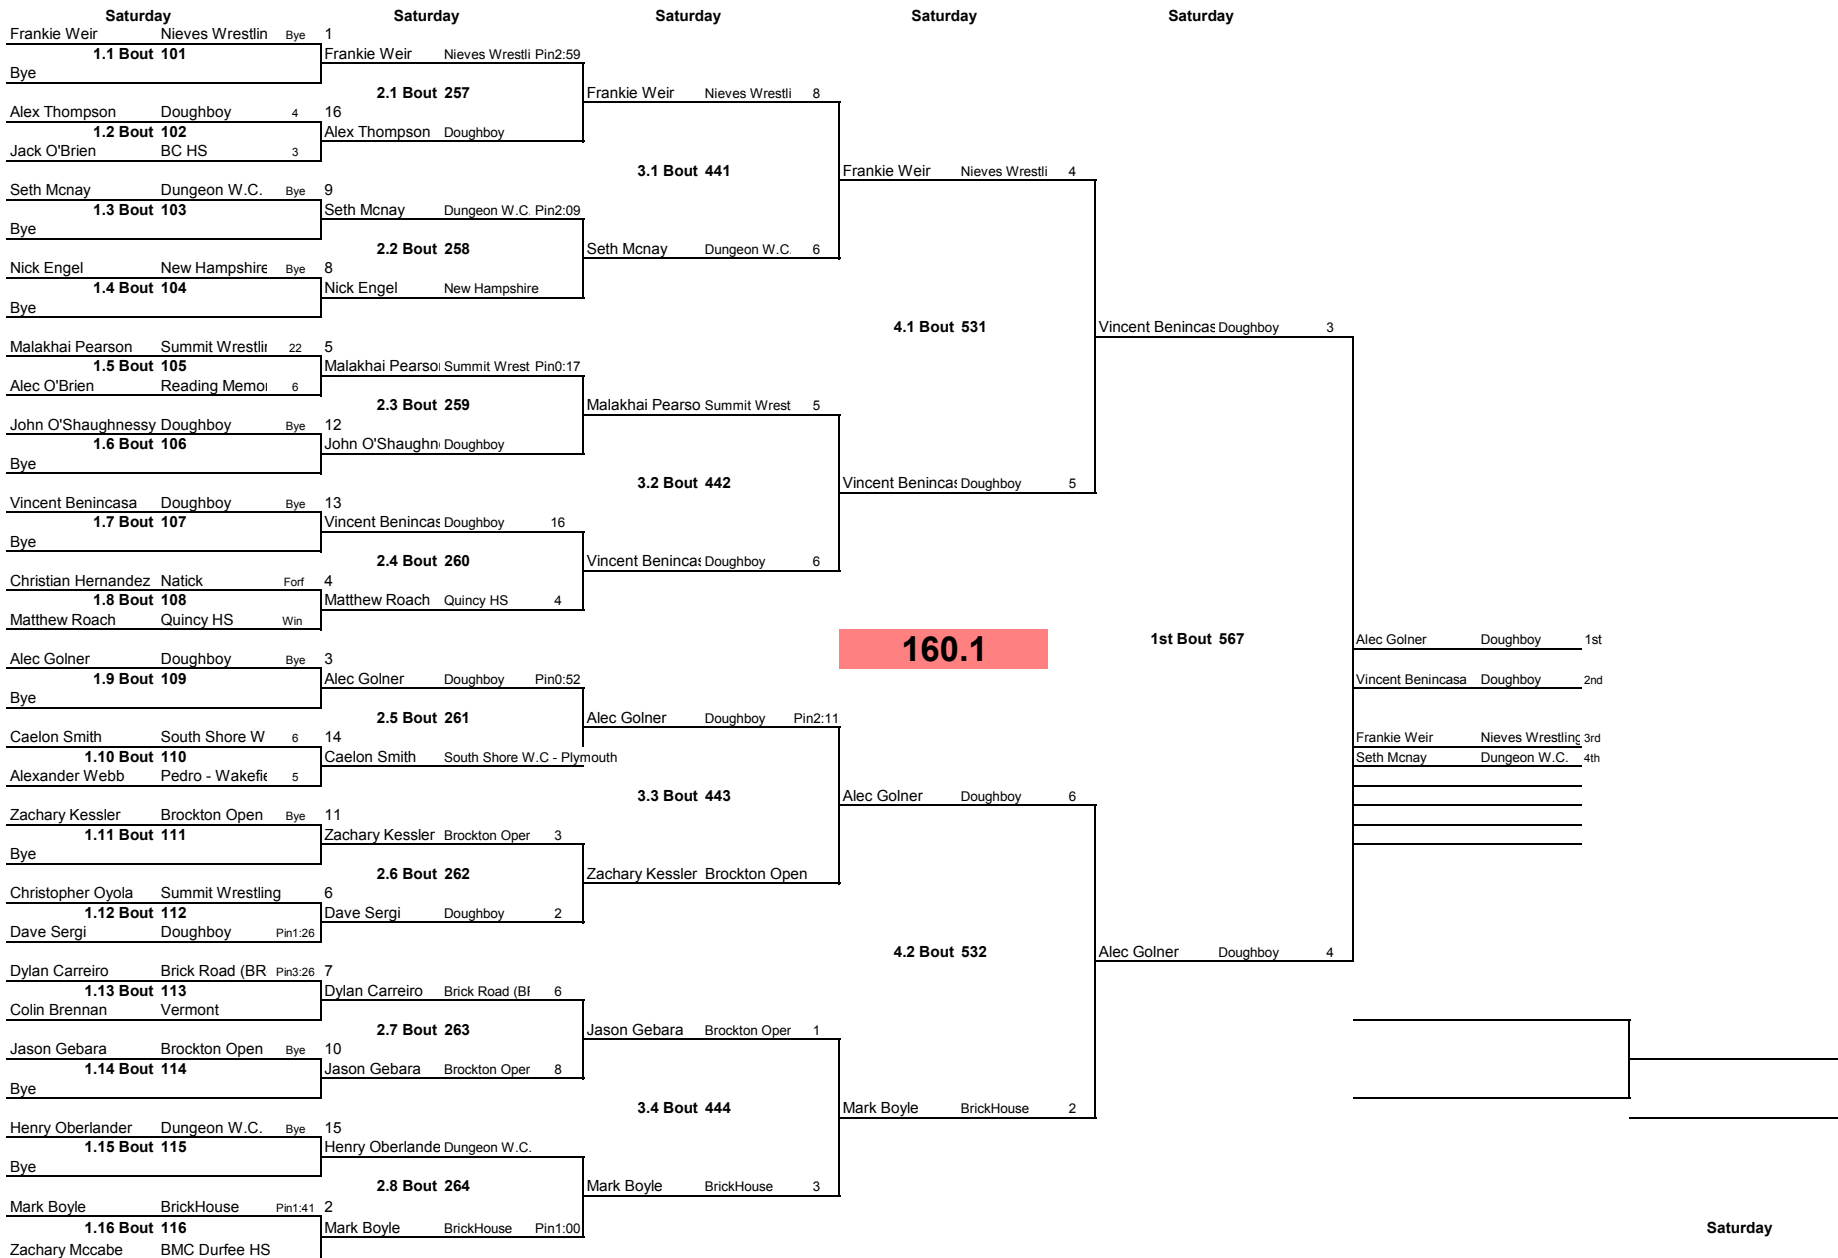 Saturday Saturday Saturday Saturday Saturday
Frankie Weir Nieves Wrestlin Bye 1
1.1 Bout 101
Bye
Alex Thompson Doughboy 4 16
1.2 Bout 102
Jack O'Brien BC HS 3
Seth Mcnay Dungeon W.C. Bye 9
1.3 Bout 103
Bye
Nick Engel New Hampshire Bye 8
1.4 Bout 104
Bye
Malakhai Pearson Summit Wrestlin 22 5
1.5 Bout 105
Alec O'Brien Reading Memor 6
John O'Shaughnessy Doughboy Bye 12
1.6 Bout 106
Bye
Vincent Benincasa Doughboy Bye 13
1.7 Bout 107
Bye
Christian Hernandez Natick Forf 4
1.8 Bout 108
Matthew Roach Quincy HS Win
Alec Golner Doughboy Bye 3
1.9 Bout 109
Bye
Caelon Smith South Shore W 6 14
1.10 Bout 110
Alexander Webb Pedro - Wakefie 5
Zachary Kessler Brockton Open Bye 11
1.11 Bout 111
Bye
Christopher Oyola Summit Wrestling 6
1.12 Bout 112
Dave Sergi Doughboy Pin1:26
Dylan Carreiro Brick Road (BR Pin3:26 7
1.13 Bout 113
Colin Brennan Vermont
Jason Gebara Brockton Open Bye 10
1.14 Bout 114
Bye
Henry Oberlander Dungeon W.C. Bye 15
1.15 Bout 115
Bye
Mark Boyle BrickHouse Pin1:41 2
1.16 Bout 116
Zachary Mccabe BMC Durfee HS
Frankie Weir Nieves Wrestli Pin2:59
2.1 Bout 257
Alex Thompson Doughboy
Seth Mcnay Dungeon W.C. Pin2:09
2.2 Bout 258
Nick Engel New Hampshire
Malakhai Pearson Summit Wrest Pin0:17
2.3 Bout 259
John O'Shaughn Doughboy
Vincent Benincas Doughboy 16
2.4 Bout 260
Matthew Roach Quincy HS 4
Alec Golner Doughboy Pin0:52
2.5 Bout 261
Caelon Smith South Shore W.C - Plymouth
Zachary Kessler Brockton Oper 3
2.6 Bout 262
Dave Sergi Doughboy 2
Dylan Carreiro Brick Road (BF 6
2.7 Bout 263
Jason Gebara Brockton Oper 8
Henry Oberlande Dungeon W.C.
2.8 Bout 264
Mark Boyle BrickHouse Pin1:00
Frankie Weir Nieves Wrestli 8
3.1 Bout 441
Seth Mcnay Dungeon W.C. 6
Malakhai Pearso Summit Wrest 5
3.2 Bout 442
Vincent Benincas Doughboy 6
Alec Golner Doughboy Pin2:11
3.3 Bout 443
Zachary Kessler Brockton Open
Jason Gebara Brockton Oper 1
3.4 Bout 444
Mark Boyle BrickHouse 3
Frankie Weir Nieves Wrestli 4
4.1 Bout 531
Vincent Benincas Doughboy 5
160.1
Alec Golner Doughboy 6
4.2 Bout 532
Mark Boyle BrickHouse 2
Vincent Benincas Doughboy 3
1st Bout 567
Alec Golner Doughboy 4
Alec Golner Doughboy 1st
Vincent Benincasa Doughboy 2nd
Frankie Weir Nieves Wrestling 3rd
Seth Mcnay Dungeon W.C. 4th
Saturday